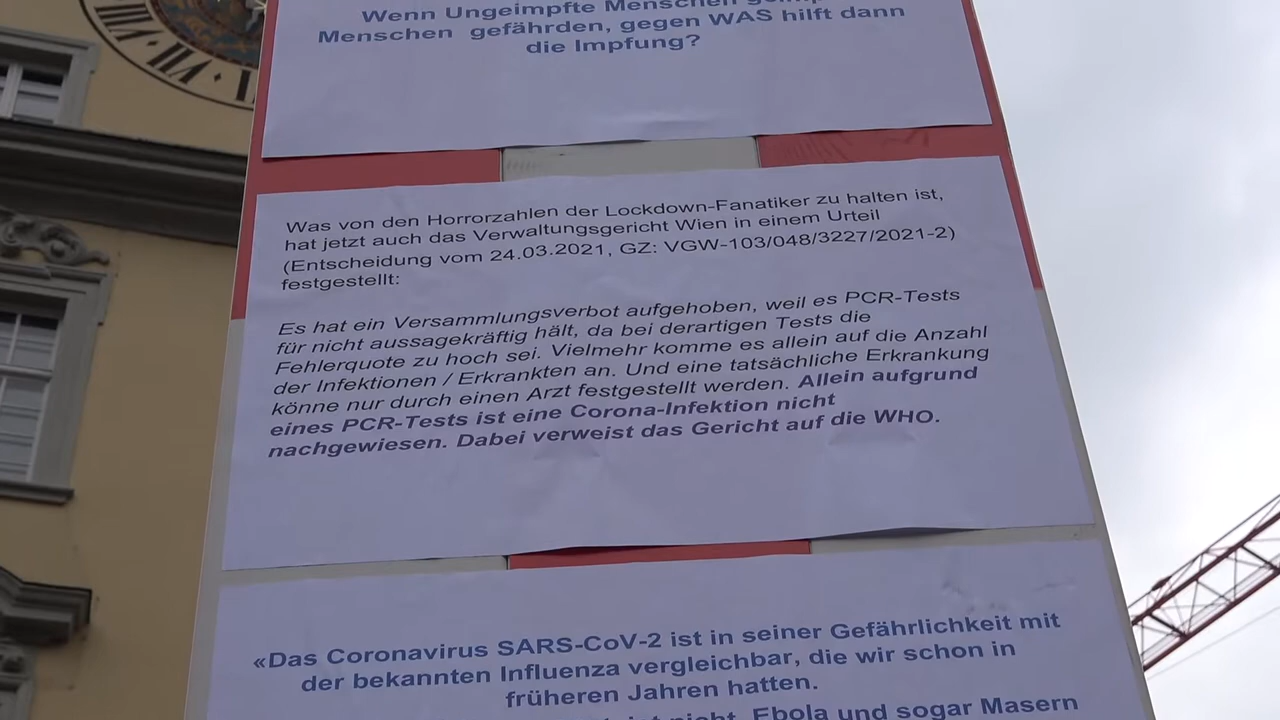 Wenn Ungeimpfte Menschen
Menschen gefährden, gegen WAS hilft dann
die Impfung?
Was von den Horrorzahlen der Lockdown-Fanatiker zu halten ist,
hat jetzt auch das Verwaltungsgericht Wien in einem Urteil
(Entscheidung vom 24.03.2021, GZ: VGW-103/048/3227/2021-2)
festgestellt:
Es hat ein Versammlungsverbot aufgehoben, weil es PCR-Tests
für nicht aussagekräftig hält, da bei derartigen Tests die
Fehlerquote zu hoch sei. Vielmehr komme es allein auf die Anzahl
der Infektionen / Erkrankten an. Und eine tatsächliche Erkrankung
könne nur durch einen Arzt festgestellt werden. Allein aufgrund
eines PCR-Tests ist eine Corona-Infektion nicht
nachgewiesen. Dabei verweist das Gericht auf die WHO.
«Das Coronavirus SARS-CoV-2 ist in seiner Gefährlichkeit mit
der bekannten Influenza vergleichbar, die wir schon in
früheren Jahren hatten.
nicht, Ebola und sogar Masern